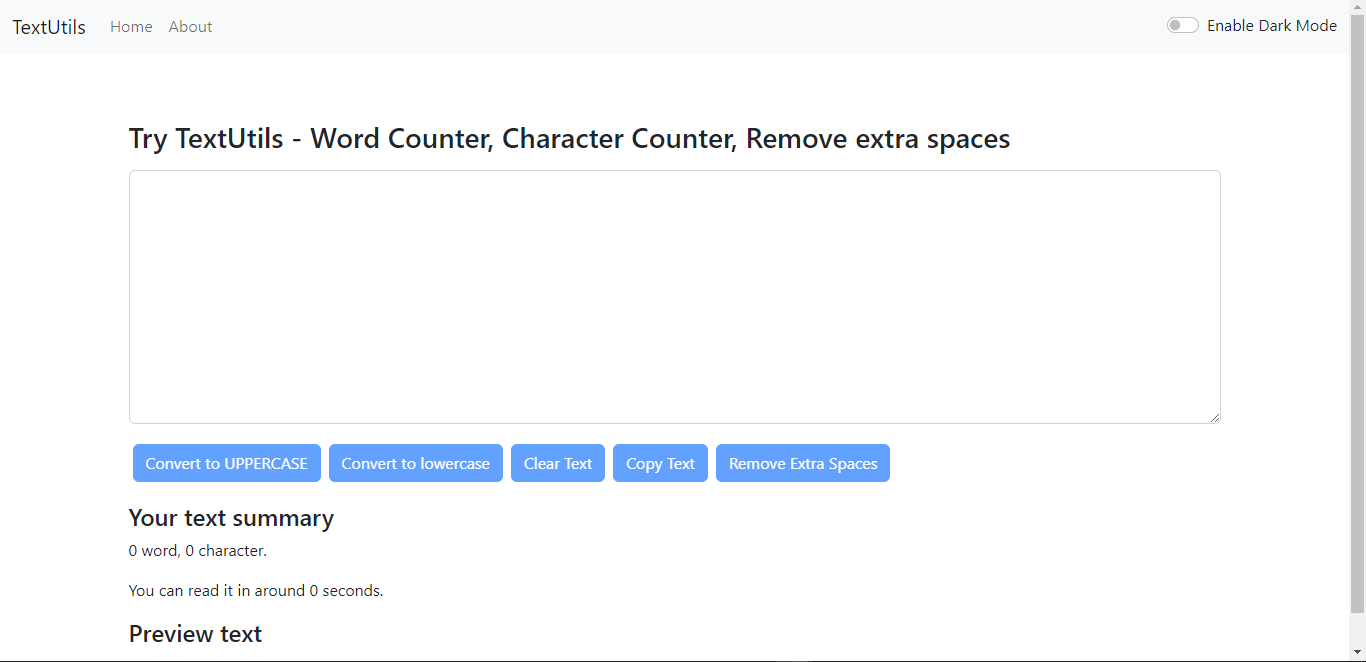 TextUtils Home About Enable Dark Mode
Try TextUtils - Word Counter, Character Counter, Remove extra spaces
Convert to UPPERCASE Convert to lowercase Clear Text Copy Text Remove Extra Spaces
Your text summary
0 word, 0 character.
You can read it in around 0 seconds.
Preview text